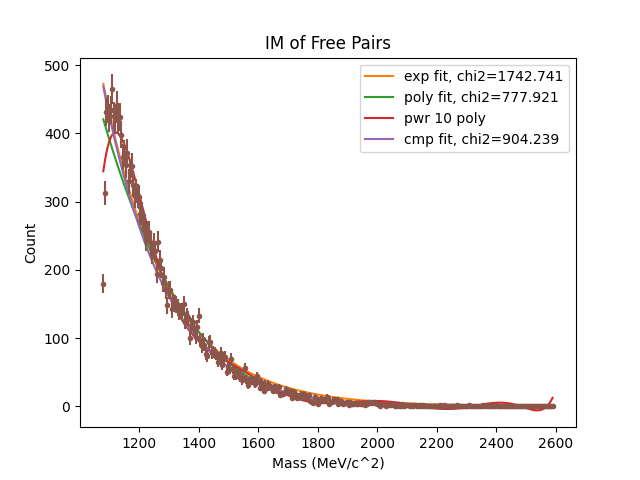 IM of Free Pairs
exp fit, chi2=1742.741
poly fit, chi2=777.921
pwr 10 poly
cmp fit, chi2=904.239
Count
500
400
300
200
100
0
1200 1400 1600 1800 2000 2200 2400 2600
Mass (MeV/c^2)